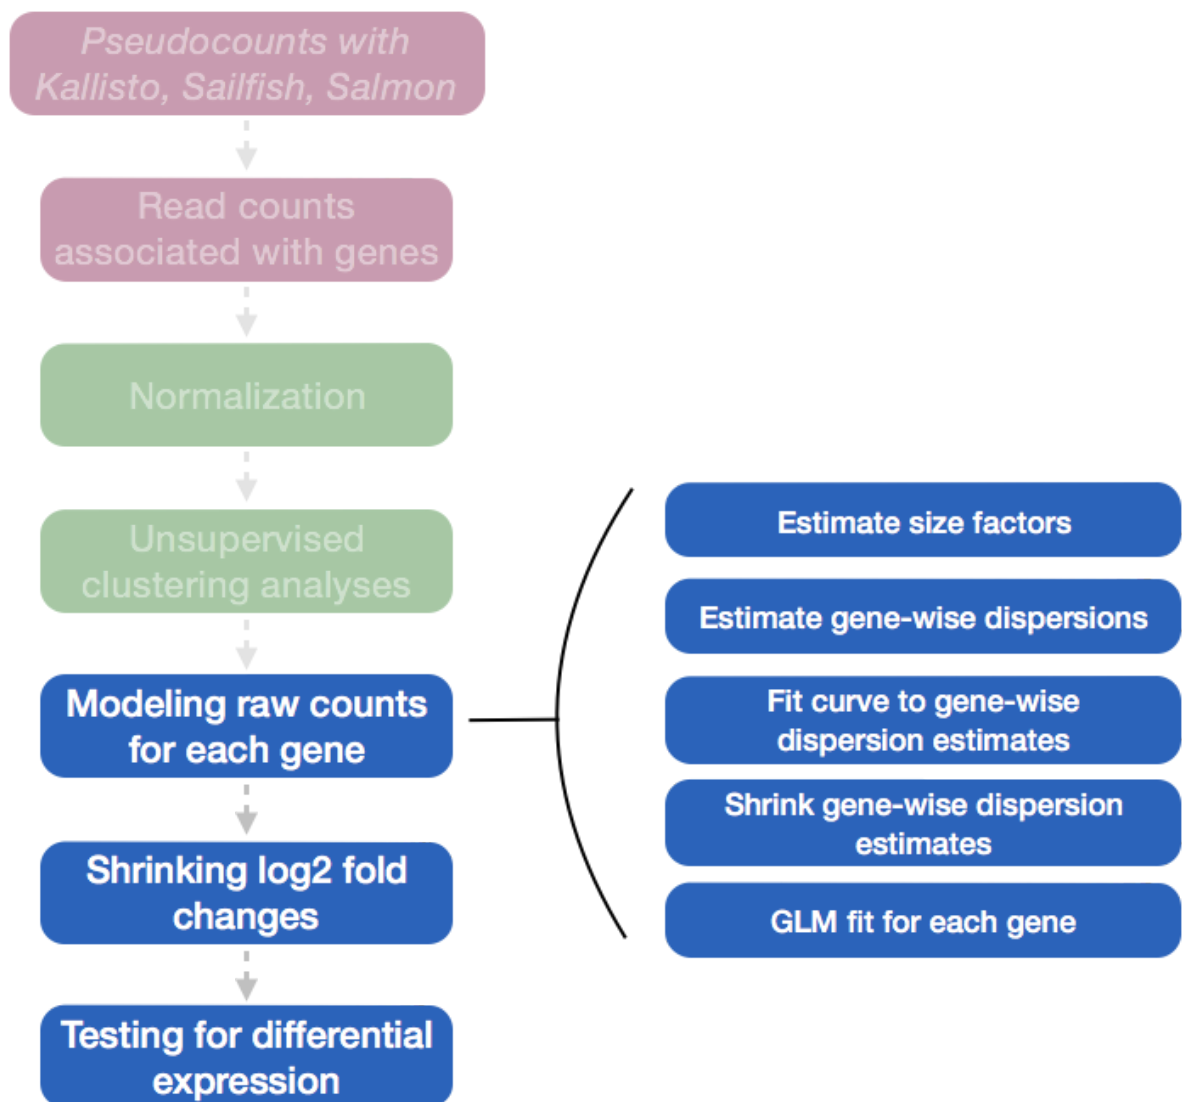 Pseudocounts with
Kallisto, Sailfish, Salmon
Read counts
associated with genes
Normalization
Unsupervised
clustering analyses
Modeling raw counts
for each gene
Shrinking log2 fold
changes
Testing for differential
expression
Estimate size factors
Estimate gene-wise dispersions
Fit curve to gene-wise
dispersion estimates
Shrink gene-wise dispersion
estimates
GLM fit for each gene